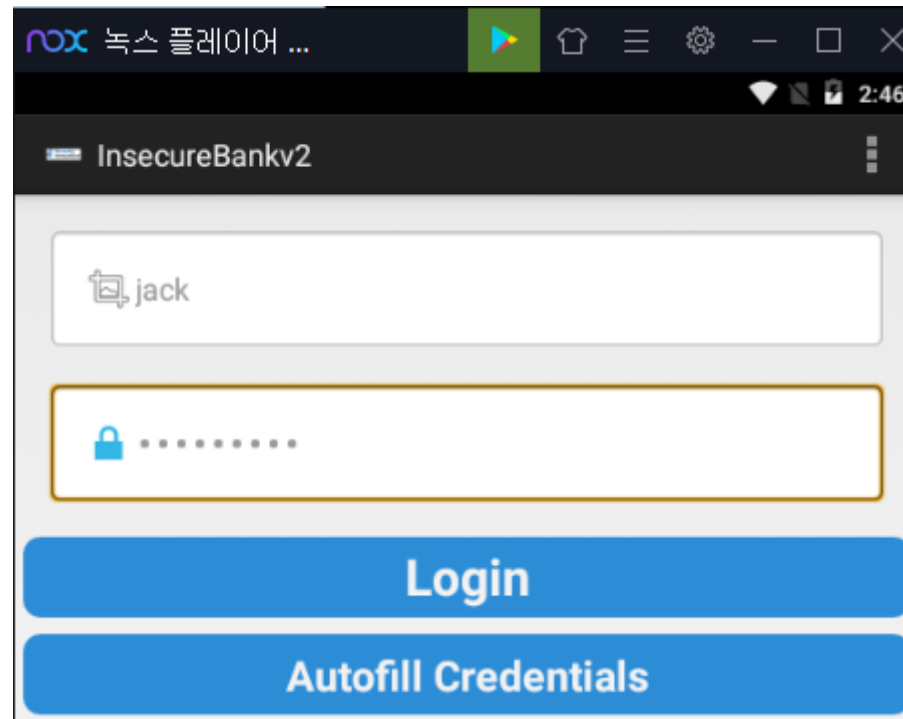 nox 녹스 플레이어 ...
2:46
InsecureBankv2
jack
•••••••••
Login
Autofill Credentials